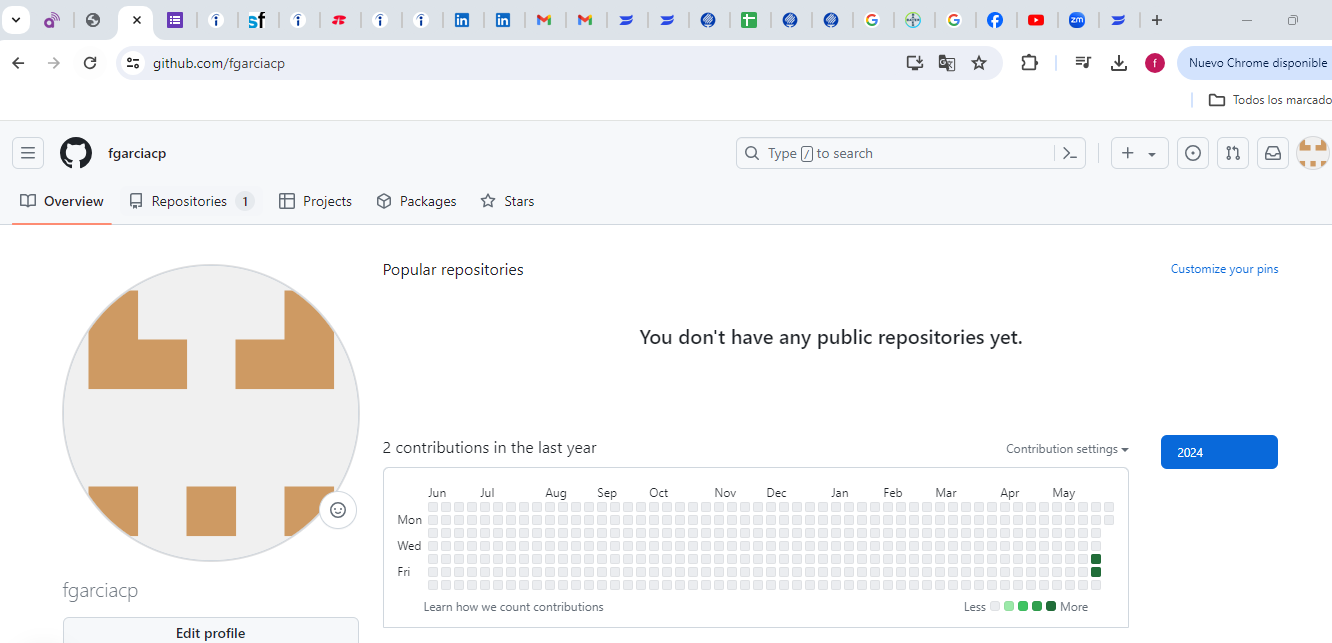 github.com/fgarciacp
Nuevo Chrome disponible
Todos los marcado
fgarciacp
Type / to search
Overview
Repositories 1
Projects
Packages
Stars
Popular repositories
Customize your pins
You don't have any public repositories yet.
2 contributions in the last year
Contribution settings
2024
Jun Jul Aug Sep Oct Nov Dec Jan Feb Mar Apr May
Mon
Wed
Fri
Learn how we count contributions
Less More
fgarciacp
Edit profile